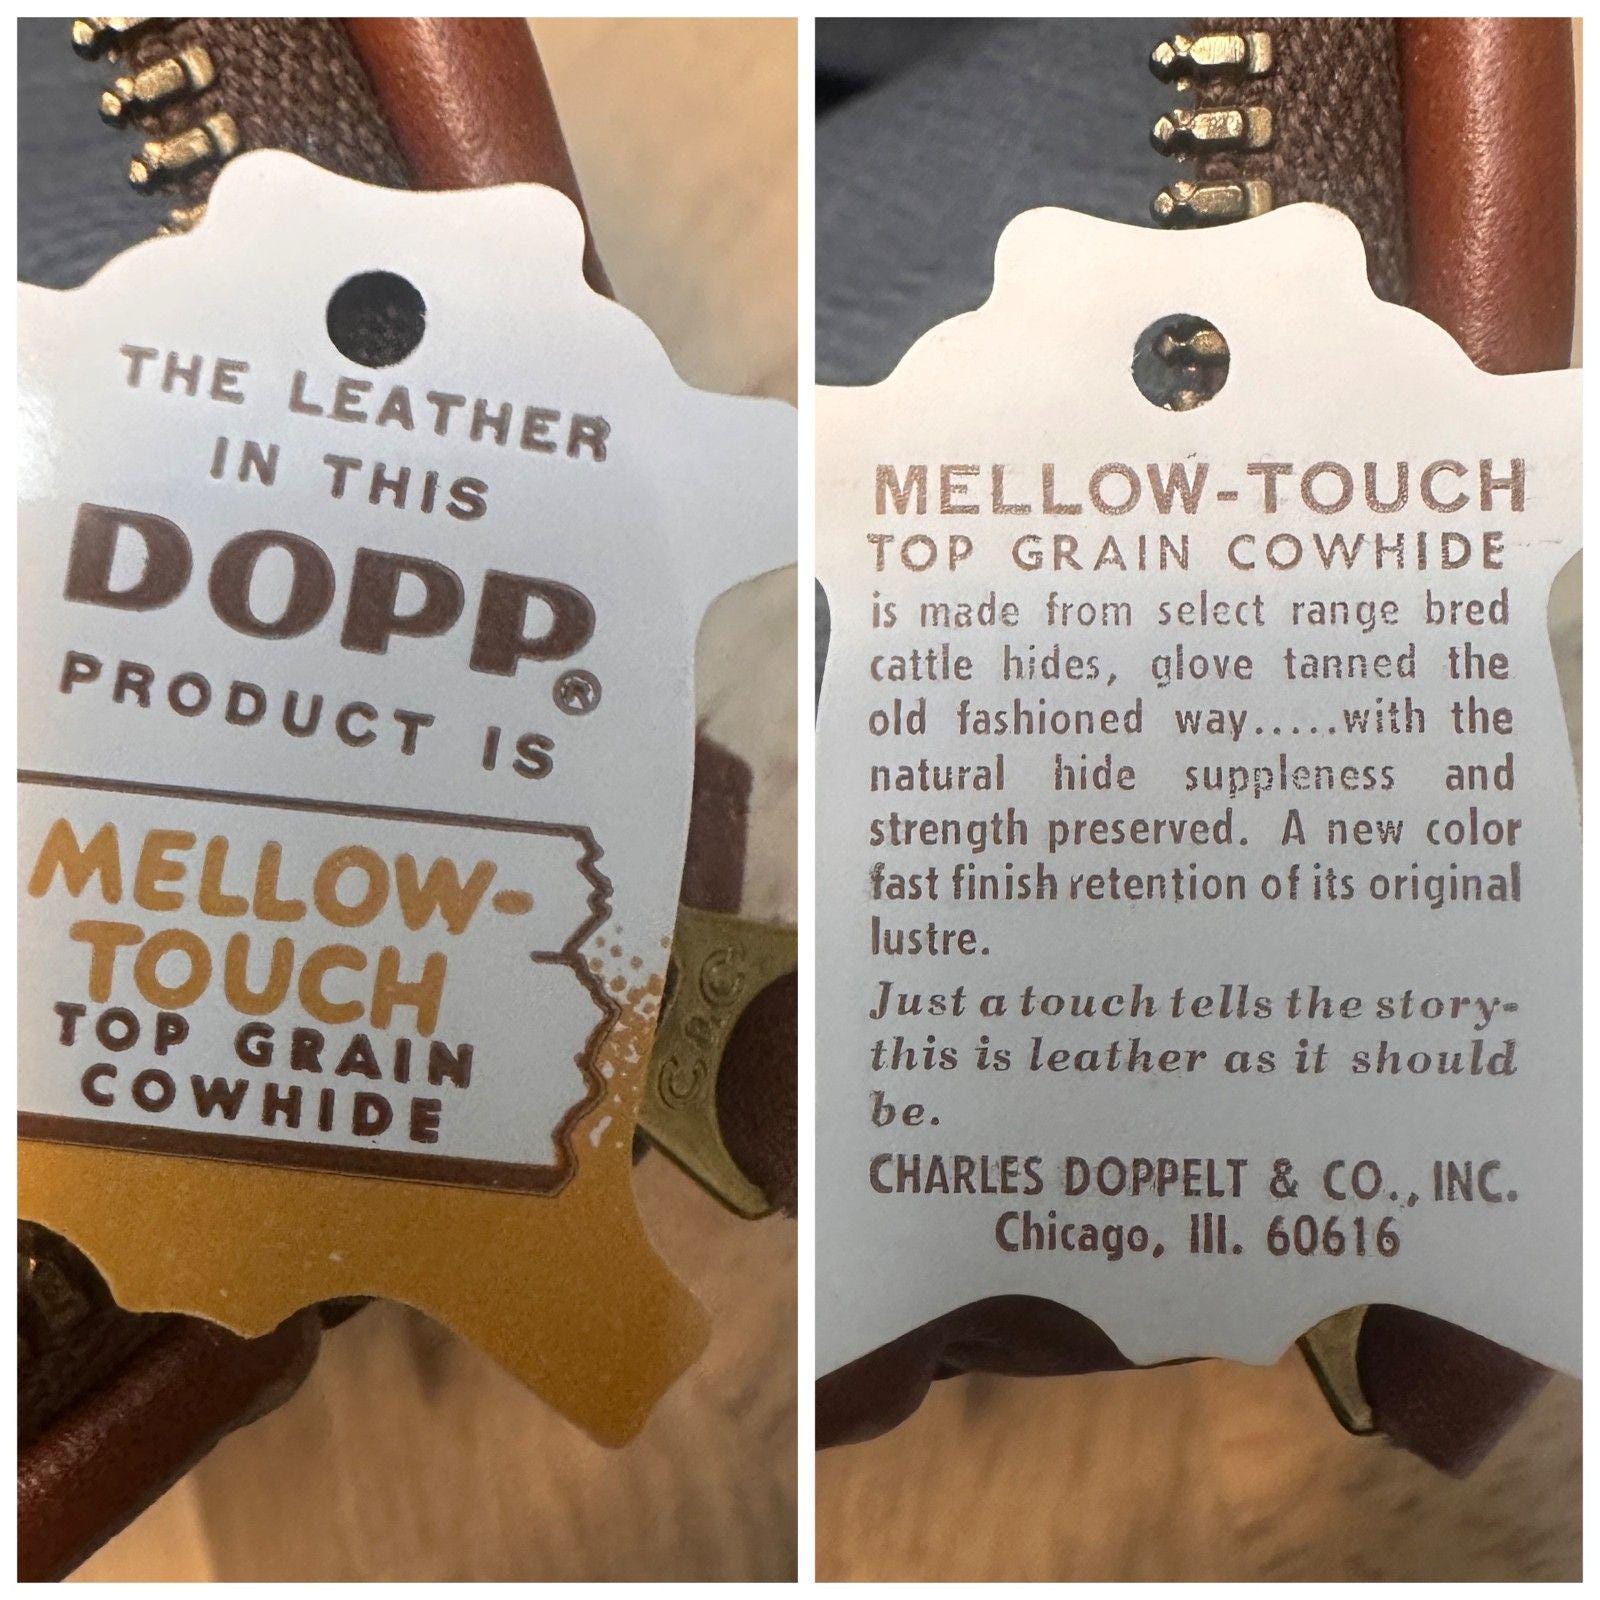 THE LEATHER
IN THIS
DOPP®
PRODUCT IS
MELLOW-
TOUCH
TOP GRAIN
COWHIDE
MELLOW-TOUCH
TOP GRAIN COWHIDE
is made from select range bred
cattle hides, glove tanned the
old fashioned way.....with the
natural hide suppleness and
strength preserved. A new color
fast finish retention of its original
lustre.
Just a touch tells the story-
this is leather as it should
be.
CHARLES DOPPELT & CO., INC.
Chicago, Ill. 60616